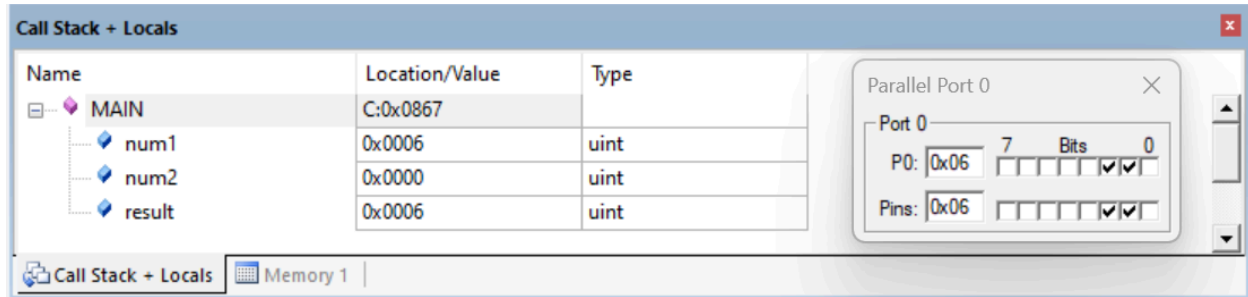 Call Stack + Locals
Name Location/Value Type
MAIN C:0x0867
num1 0x0006 uint
num2 0x0000 uint
result 0x0006 uint
Call Stack + Locals Memory 1
Parallel Port 0
Port 0
7 Bits 0
P0: 0x06
Pins: 0x06